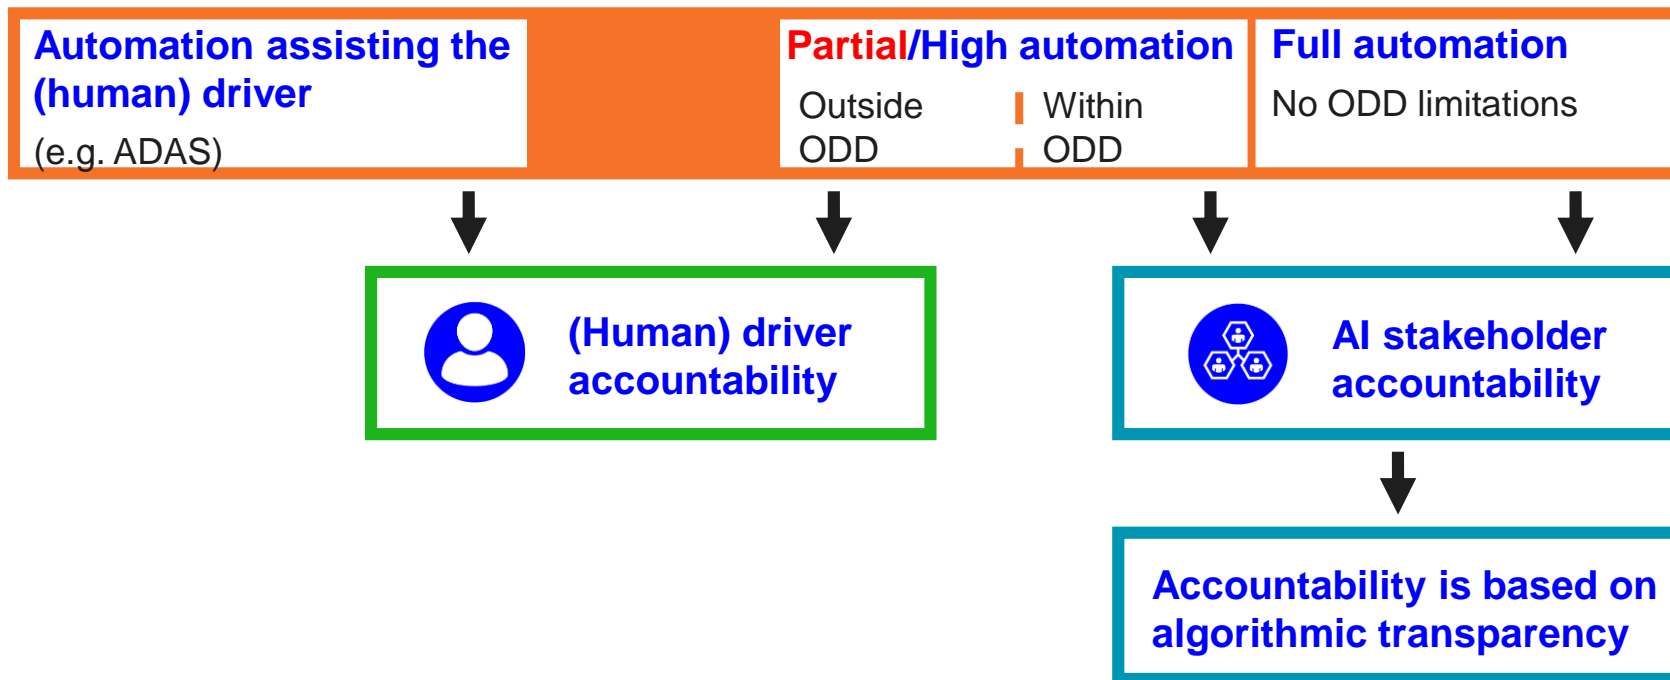 Automation assisting the
(human) driver
(e.g. ADAS)
Partial/High automation
Outside
ODD
Within
ODD
Full automation
No ODD limitations
(Human) driver
accountability
AI stakeholder
accountability
Accountability is based on
algorithmic transparency